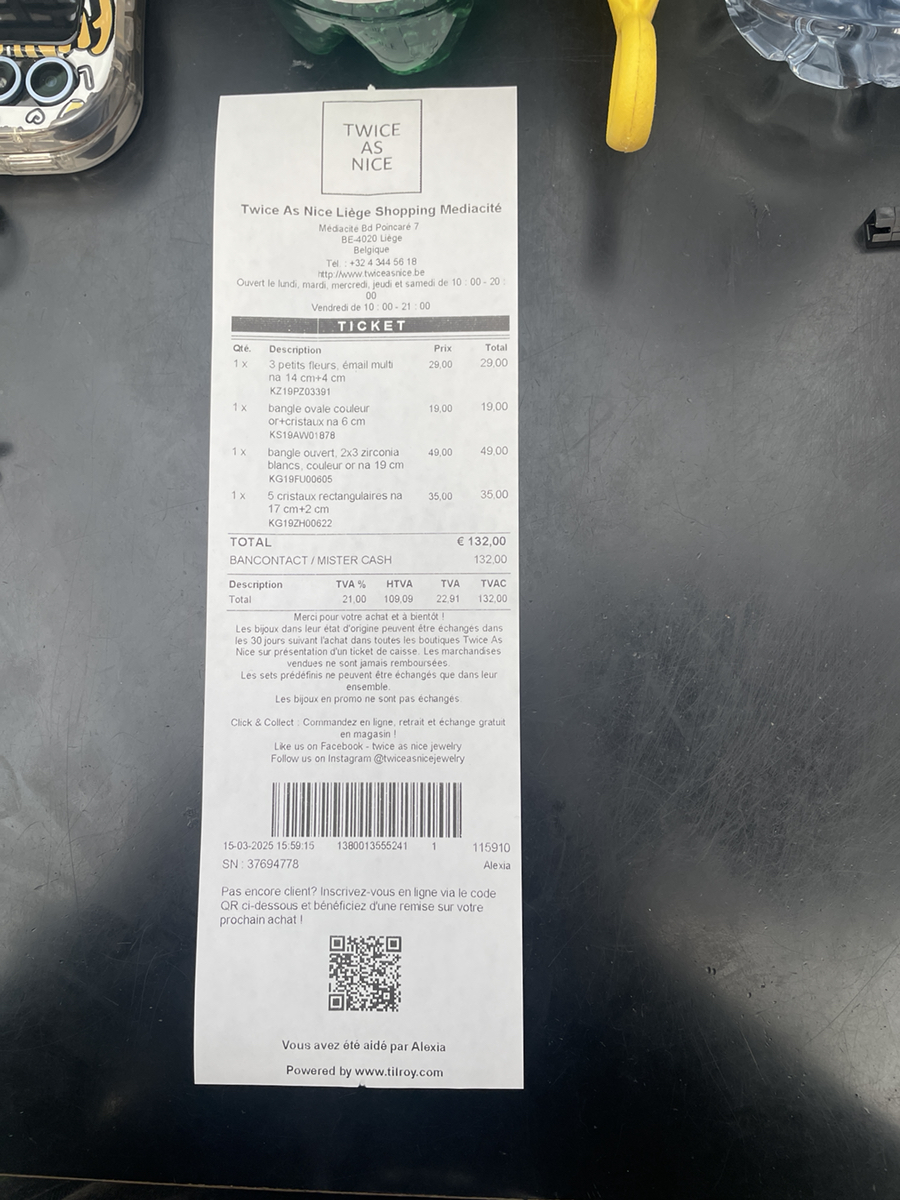 TWICE
AS
NICE
Twice As Nice Liège Shopping Mediacité
Médiacité Bd Poincaré 7
BE-4020 Liège
Belgique
Tel. : +32 4 344 56 18
http://www.twiceasnice.be
Ouvert le lundi, mardi, mercredi, jeudi et samedi de 10 : 00 - 20 :
00
Vendredi de 10 : 00 - 21 : 00
TICKET
Qté. Description Prix Total
1 x 3 petits fleurs, émail multi 29,00 29,00
na 14 cm+4 cm
KZ19PZ03391
1 x bangle ovale couleur 19,00 19,00
or+cristaux na 6 cm
KS19AW01878
1 x bangle ouvert, 2x3 zirconia 49,00 49,00
blancs, couleur or na 19 cm
KG19FU00605
1 x 5 cristaux rectangulaires na 35,00 35,00
17 cm+2 cm
KG19ZH00622
TOTAL € 132,00
BANCONTACT / MISTER CASH 132,00
Description TVA % HTVA TVA TVAC
Total 21,00 109,09 22,91 132,00
Merci pour votre achat et à bientôt !
Les bijoux dans leur état d'origine peuvent être échangés dans
les 30 jours suivant l'achat dans toutes les boutiques Twice As
Nice sur présentation d'un ticket de caisse. Les marchandises
vendues ne sont jamais remboursées.
Les sets prédéfinis ne peuvent être échangés que dans leur
ensemble.
Les bijoux en promo ne sont pas échangés
Click & Collect : Commandez en ligne, retrait et échange gratuit
en magasin !
Like us on Facebook - twice as nice jewelry
Follow us on Instagram @twiceasnicejewelry
15-03-2025 15:59:15 1380013555241 1 115910
SN : 37694778 Alexia
Pas encore client? Inscrivez-vous en ligne via le code
QR ci-dessous et bénéficiez d'une remise sur votre
prochain achat !
Vous avez été aidé par Alexia
Powered by www.tilroy.com